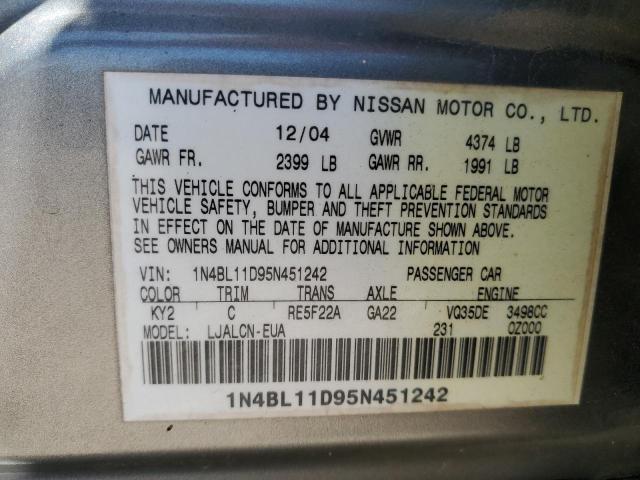 MANUFACTURED BY NISSAN MOTOR CO., LTD.
DATE 12/04 GVWR 4374 LB
GAWR FR. 2399 LB GAWR RR. 1991 LB
THIS VEHICLE CONFORMS TO ALL APPLICABLE FEDERAL MOTOR
VEHICLE SAFETY, BUMPER AND THEFT PREVENTION STANDARDS
IN EFFECT ON THE DATE OF MANUFACTURE SHOWN ABOVE.
SEE OWNERS MANUAL FOR ADDITIONAL INFORMATION
VIN: 1N4BL11D95N451242 PASSENGER CAR
COLOR TRIM TRANS AXLE ENGINE
KY2 C RE5F22A GA22 VQ35DE 3498CC
MODEL: LJALCN-EUA 231 0Z000
1N4BL11D95N451242